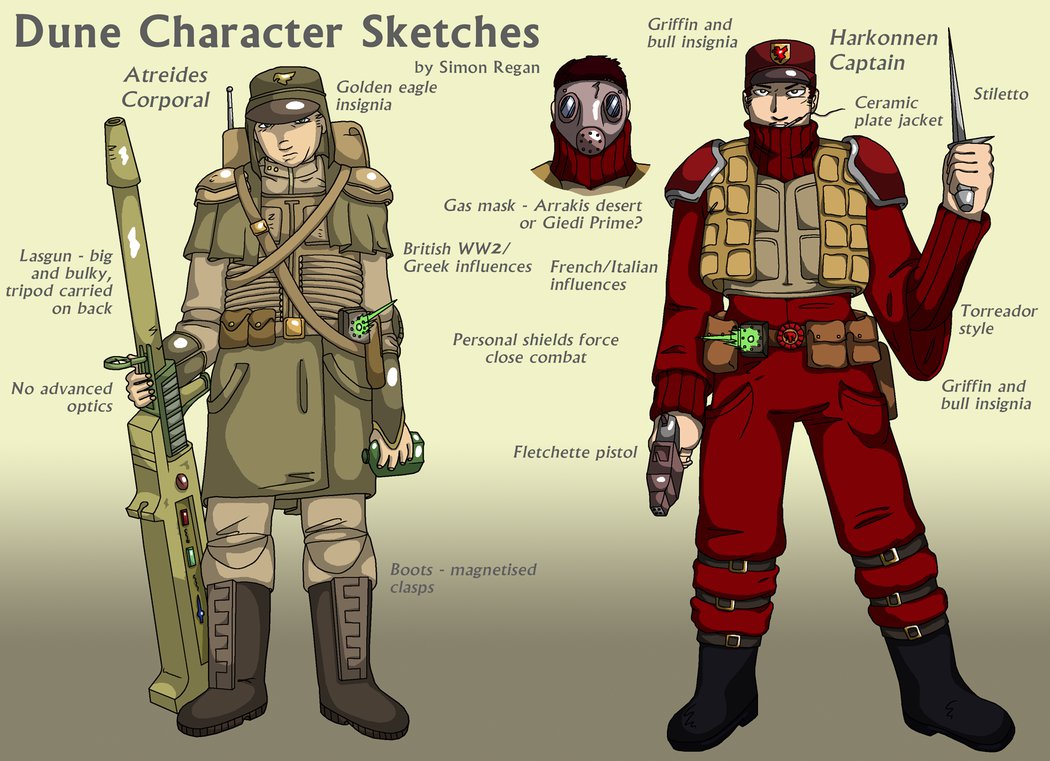 Dune Character Sketches
by Simon Regan
Atreides
Corporal
Golden eagle
insignia
Lasgun - big
and bulky,
tripod carried
on back
No advanced
optics
British WW2/
Greek influences
Boots - magnetised
clasps
Gas mask - Arrakis desert
or Giedi Prime?
French/Italian
influences
Personal shields force
close combat
Fletchette pistol
Griffin and
bull insignia
Harkonnen
Captain
Ceramic
plate jacket
Stiletto
Torreador
style
Griffin and
bull insignia